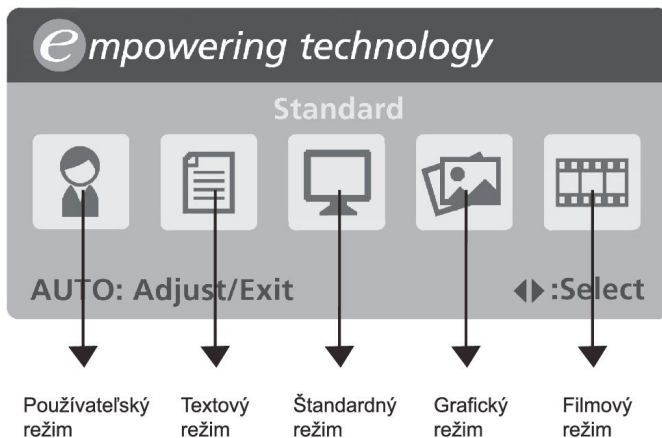 empowering technology
Standard
AUTO: Adjust/Exit :Select
Používateľský režim
Textový režim
Štandardný režim
Grafický režim
Filmový režim